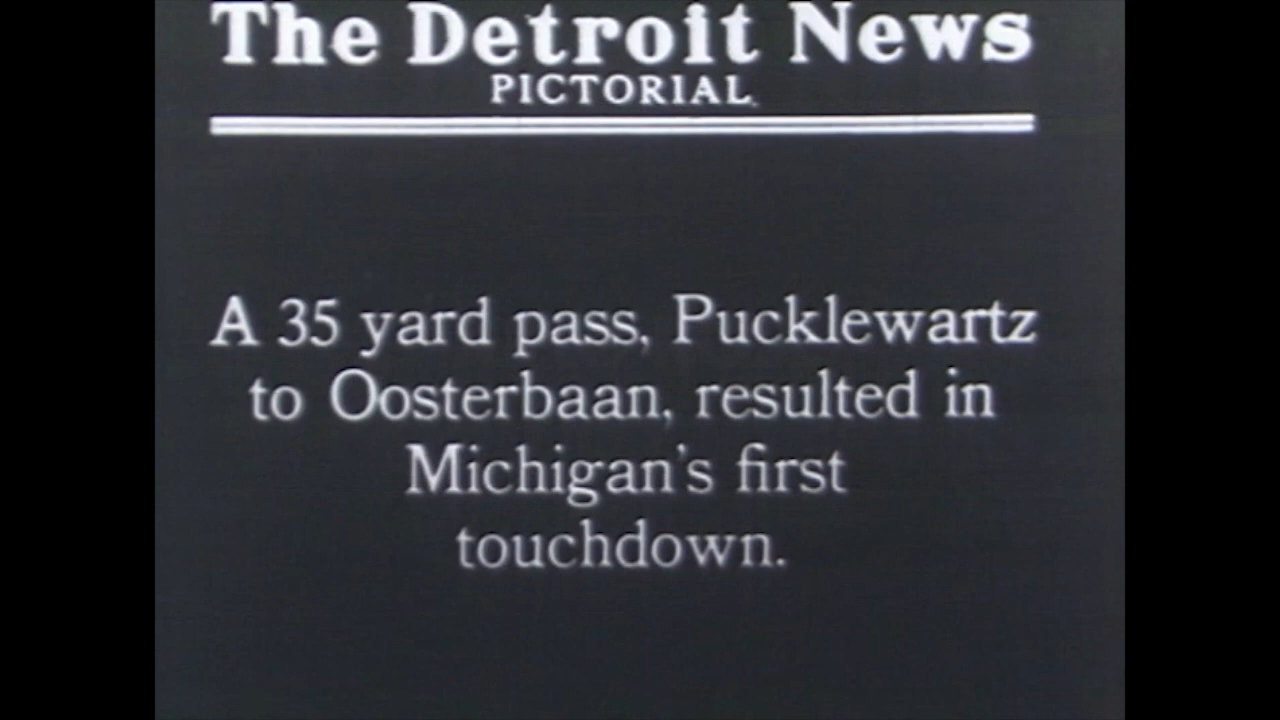 The Detroit News
PICTORIAL.
A 35 yard pass, Pucklewartz
to Oosterbaan, resulted in
Michigan's first
touchdown.